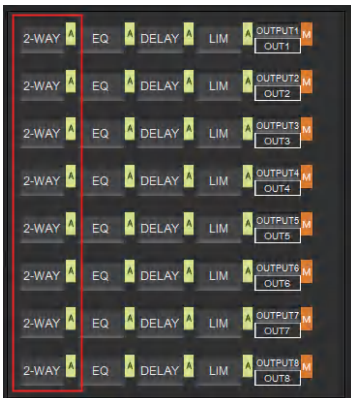 2-WAY A EQ A DELAY A LIM A OUTPUT1 M
OUT1
2-WAY A EQ A DELAY A LIM A OUTPUT2 M
OUT2
2-WAY A EQ A DELAY A LIM A OUTPUT3 M
OUT3
2-WAY A EQ A DELAY A LIM A OUTPUT4 M
OUT4
2-WAY A EQ A DELAY A LIM A OUTPUT5 M
OUT5
2-WAY A EQ A DELAY A LIM A OUTPUT6 M
OUT6
2-WAY A EQ A DELAY A LIM A OUTPUT7 M
OUT7
2-WAY A EQ A DELAY A LIM A OUTPUT8 M
OUT8